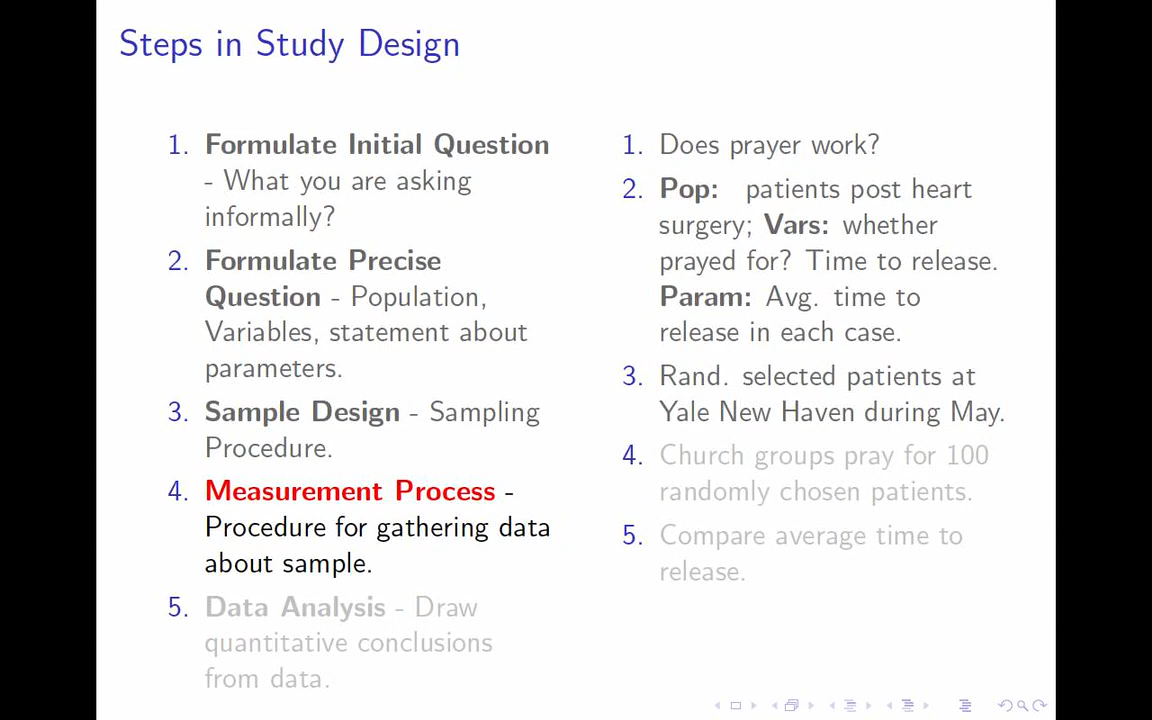 Steps in Study Design
1. Formulate Initial Question
- What you are asking
informally?
2. Formulate Precise
Question - Population,
Variables, statement about
parameters.
3. Sample Design - Sampling
Procedure.
4. Measurement Process -
Procedure for gathering data
about sample.
5. Data Analysis - Draw
quantitative conclusions
from data.
1. Does prayer work?
2. Pop: patients post heart
surgery; Vars: whether
prayed for? Time to release.
Param: Avg. time to
release in each case.
3. Rand. selected patients at
Yale New Haven during May.
4. Church groups pray for 100
randomly chosen patients.
5. Compare average time to
release.